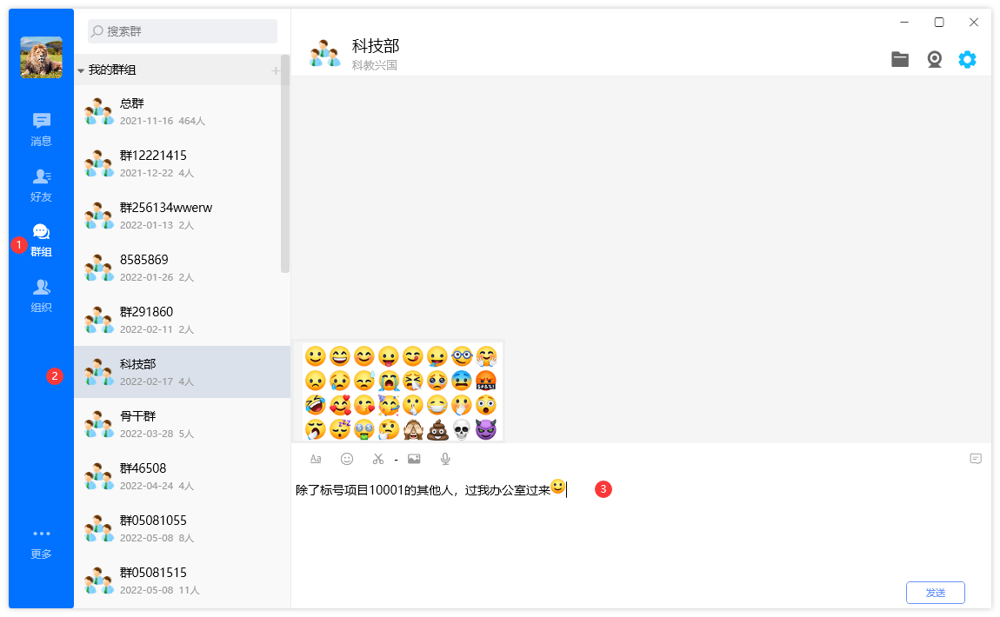 搜索群
我的群组
总群
2021-11-16 464人
群12221415
2021-12-22 4人
群256134wwerw
2022-01-13 2人
8585869
2022-01-26 2人
群291860
2022-02-11 2人
科技部
2022-02-17 4人
骨干群
2022-03-28 5人
群46508
2022-04-24 4人
群05081055
2022-05-08 8人
群05081515
2022-05-08 11人
消息
好友
1
群组
组织
2
更多
科技部
科教兴国
Aa
除了标号项目10001的其他人，过我办公室过来🙂
3
发送